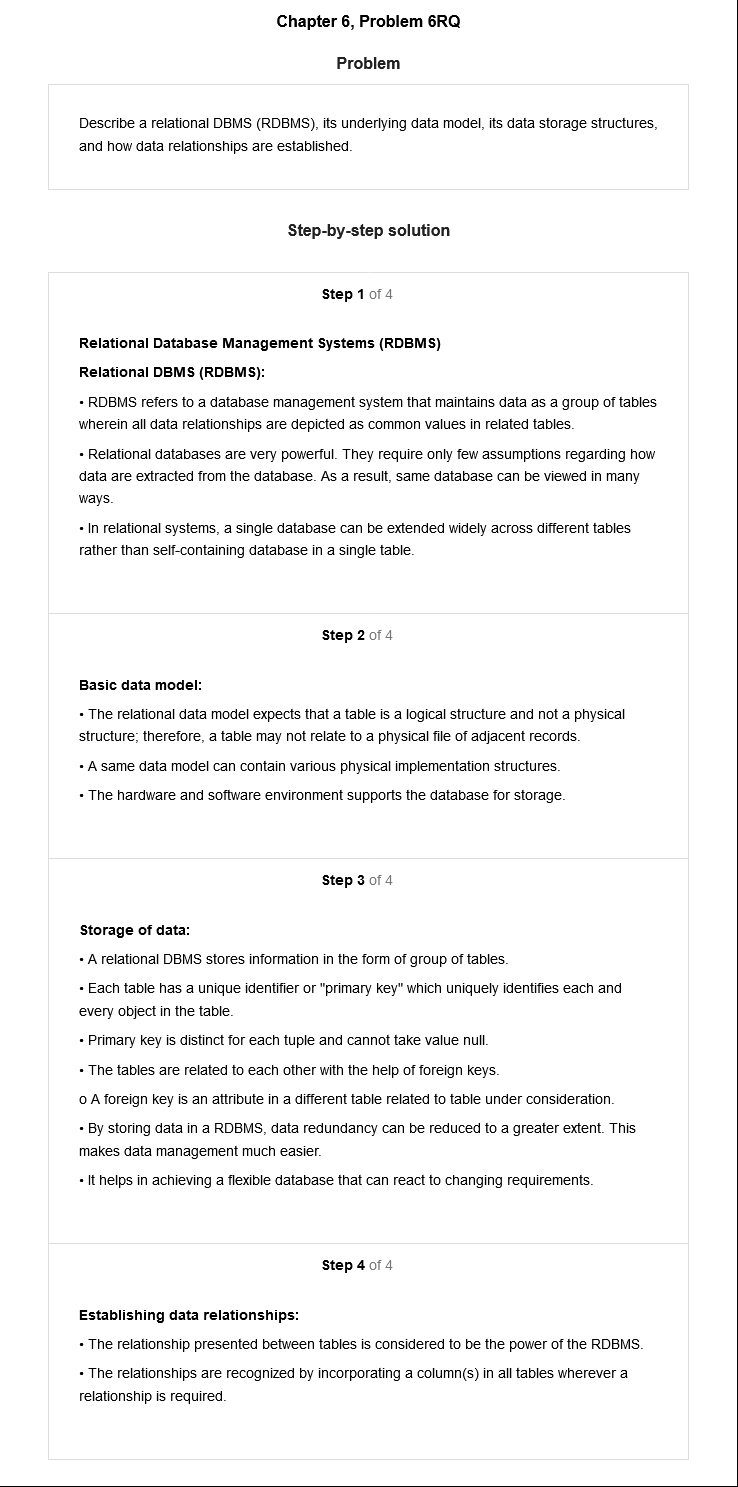 Chapter 6, Problem 6RQ
Problem
Describe a relational DBMS (RDBMS), its underlying data model, its data storage structures,
and how data relationships are established.
Step-by-step solution
Step 1 of 4
Relational Database Management Systems (RDBMS)
Relational DBMS (RDBMS):
• RDBMS refers to a database management system that maintains data as a group of tables
wherein all data relationships are depicted as common values in related tables.
• Relational databases are very powerful. They require only few assumptions regarding how
data are extracted from the database. As a result, same database can be viewed in many
ways.
• In relational systems, a single database can be extended widely across different tables
rather than self-containing database in a single table.
Step 2 of 4
Basic data model:
• The relational data model expects that a table is a logical structure and not a physical
structure; therefore, a table may not relate to a physical file of adjacent records.
• A same data model can contain various physical implementation structures.
• The hardware and software environment supports the database for storage.
Step 3 of 4
Storage of data:
• A relational DBMS stores information in the form of group of tables.
• Each table has a unique identifier or "primary key" which uniquely identifies each and
every object in the table.
• Primary key is distinct for each tuple and cannot take value null.
• The tables are related to each other with the help of foreign keys.
o A foreign key is an attribute in a different table related to table under consideration.
• By storing data in a RDBMS, data redundancy can be reduced to a greater extent. This
makes data management much easier.
• It helps in achieving a flexible database that can react to changing requirements.
Step 4 of 4
Establishing data relationships:
• The relationship presented between tables is considered to be the power of the RDBMS.
• The relationships are recognized by incorporating a column(s) in all tables wherever a
relationship is required.